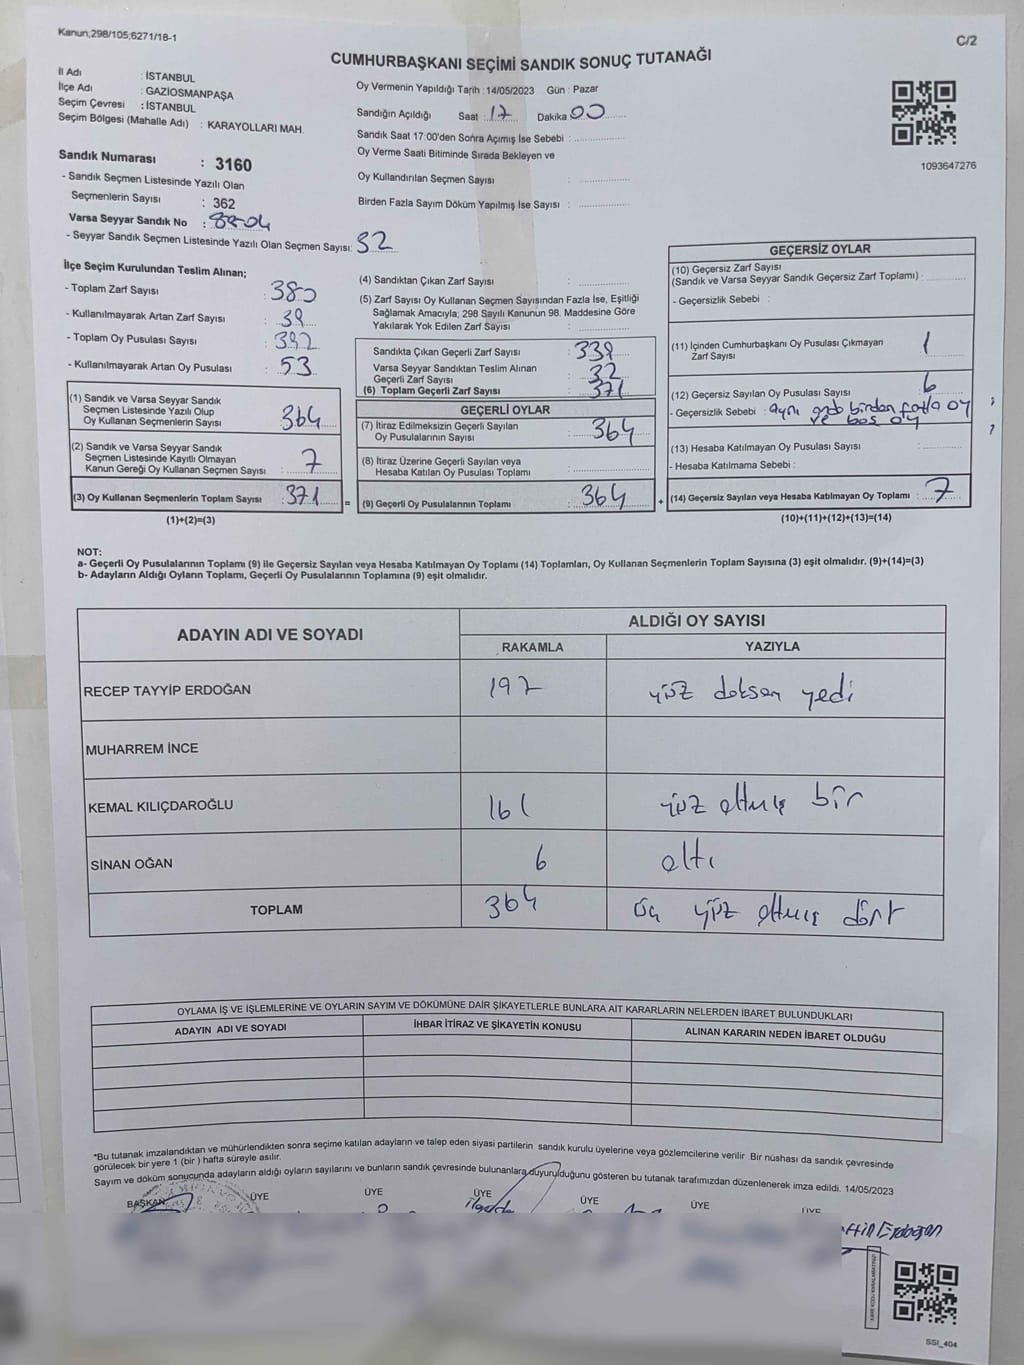 Kanun;298/105;6271/18-1
C/2
CUMHURBAŞKANI SEÇİMİ SANDIK SONUÇ TUTANAĞI
İl Adı : İSTANBUL
İlçe Adı : GAZİOSMANPAŞA
Seçim Çevresi : İSTANBUL
Seçim Bölgesi (Mahalle Adı) : KARAYOLLARI MAH.
Sandık Numarası : 3160
- Sandık Seçmen Listesinde Yazılı Olan
Seçmenlerin Sayısı : 362
Varsa Seyyar Sandık No :
- Seyyar Sandık Seçmen Listesinde Yazılı Olan Seçmen Sayısı: 32
Oy Vermenin Yapıldığı Tarih : 14/05/2023 Gün : Pazar
Sandığın Açıldığı Saat : 17 Dakika 00
Sandık Saat 17:00'den Sonra Açımış İse Sebebi :
Oy Verme Saati Bitiminde Sırada Bekleyen ve
Oy Kullandırılan Seçmen Sayısı :
Birden Fazla Sayım Döküm Yapılmış İse Sayısı :
1093647276
İlçe Seçim Kurulundan Teslim Alınan;
- Toplam Zarf Sayısı : 380
- Kullanılmayarak Artan Zarf Sayısı : 39
- Toplam Oy Pusulası Sayısı : 392
- Kullanılmayarak Artan Oy Pusulası : 53
(1) Sandık ve Varsa Seyyar Sandık
Seçmen Listesinde Yazılı Olup
Oy Kullanan Seçmenlerin Sayısı : 364
(2) Sandık ve Varsa Seyyar Sandık
Seçmen Listesinde Kayıtlı Olmayan
Kanun Gereği Oy Kullanan Seçmen Sayısı : 7
(3) Oy Kullanan Seçmenlerin Toplam Sayısı : 371 =
(1)+(2)=(3)
(4) Sandıktan Çıkan Zarf Sayısı :
(5) Zarf Sayısı Oy Kullanan Seçmen Sayısından Fazla İse, Eşitliği
Sağlamak Amacıyla; 298 Sayılı Kanunun 98. Maddesine Göre
Yakılarak Yok Edilen Zarf Sayısı :
Sandıkta Çıkan Geçerli Zarf Sayısı : 339
Varsa Seyyar Sandıktan Teslim Alınan
Geçerli Zarf Sayısı : 32
(6) Toplam Geçerli Zarf Sayısı : 371
GEÇERLİ OYLAR
(7) İtiraz Edilmeksizin Geçerli Sayılan
Oy Pusulalarının Sayısı : 364
(8) İtiraz Üzerine Geçerli Sayılan veya
Hesaba Katılan Oy Pusulası Toplamı :
(9) Geçerli Oy Pusulalarının Toplamı : 364 +
GEÇERSİZ OYLAR
(10) Geçersiz Zarf Sayısı
(Sandık ve Varsa Seyyar Sandık Geçersiz Zarf Toplamı) :
- Geçersizlik Sebebi :
(11) İçinden Cumhurbaşkanı Oy Pusulası Çıkmayan
Zarf Sayısı 1
(12) Geçersiz Sayılan Oy Pusulası Sayısı : 6
- Geçersizlik Sebebi : aynı birden fazla oy
ve boş oy
(13) Hesaba Katılmayan Oy Pusulası Sayısı :
- Hesaba Katılmama Sebebi :
(14) Geçersiz Sayılan veya Hesaba Katılmayan Oy Toplamı : 7
(10)+(11)+(12)+(13)=(14)
NOT:
a- Geçerli Oy Pusulalarının Toplamı (9) ile Geçersiz Sayılan veya Hesaba Katılmayan Oy Toplamı (14) Toplamları, Oy Kullanan Seçmenlerin Toplam Sayısına (3) eşit olmalıdır. (9)+(14)=(3)
b- Adayların Aldığı Oyların Toplamı, Geçerli Oy Pusulalarının Toplamına (9) eşit olmalıdır.
ADAYIN ADI VE SOYADI
ALDIĞI OY SAYISI
RAKAMLA YAZIYLA
RECEP TAYYİP ERDOĞAN 197 yüz doksan yedi
MUHARREM İNCE
KEMAL KILIÇDAROĞLU 161 yüz altmış bir
SİNAN OĞAN 6 altı
TOPLAM 364 üç yüz altmış dört
OYLAMA İŞ VE İŞLEMLERİNE VE OYLARIN SAYIM VE DÖKÜMÜNE DAİR ŞİKAYETLERLE BUNLARA AİT KARARLARIN NELERDEN İBARET BULUNDUKLARI
ADAYIN ADI VE SOYADI İHBAR İTİRAZ VE ŞİKAYETİN KONUSU ALINAN KARARIN NEDEN İBARET OLDUĞU
*Bu tutanak imzalandıktan ve mühürlendikten sonra seçime katılan adayların ve talep eden siyasi partilerin sandık kurulu üyelerine veya gözlemcilerine verilir Bir nüshası da sandık çevresinde
görülecek bir yere 1 (bir ) hafta süreyle asılır.
Sayım ve döküm sonucunda adayların aldığı oyların sayılarını ve bunların sandık çevresinde bulunanlara duyurulduğunu gösteren bu tutanak tarafımızdan düzenlenerek imza edildi. 14/05/2023
BAŞKAN ÜYE ÜYE ÜYE ÜYE ÜYE ÜYE
Erdoğan
SSI_404